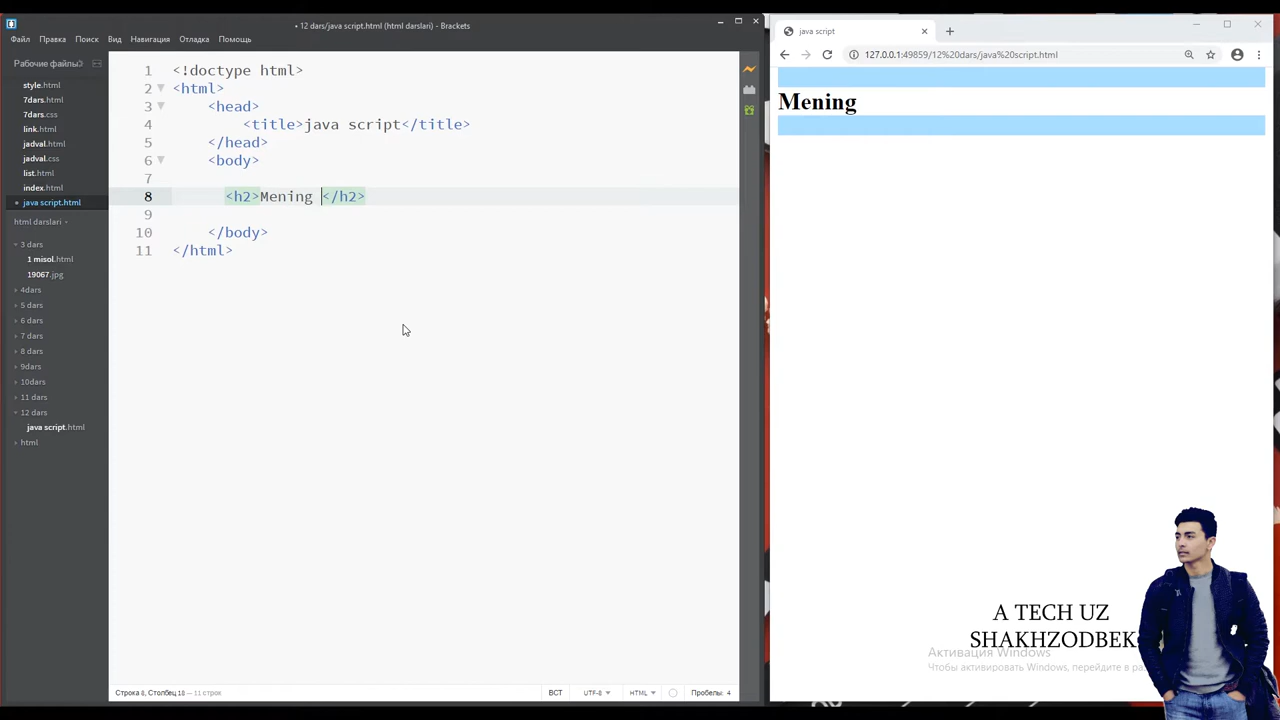 • 12 dars/java script.html (html darslari) - Brackets
Файл Правка Поиск Вид Навигация Отладка Помощь
Рабочие файлы
style.html
7dars.html
7dars.css
link.html
jadval.html
jadval.css
list.html
index.html
• java script.html
html darslari
3 dars
1 misol.html
19067.jpg
4dars
5 dars
6 dars
7 dars
8 dars
9dars
10dars
11 dars
12 dars
java script.html
html
1 <!doctype html>
2 <html>
3 <head>
4 <title>java script</title>
5 </head>
6 <body>
7
8 <h2>Mening </h2>
9
10 </body>
11 </html>
Строка 8, Столбец 18 — 11 строк
ВСТ UTF-8 HTML Пробелы: 4
java script
127.0.0.1:49859/12%20dars/java%20script.html
Mening
A TECH UZ
SHAKHZODBEK
Активация Windows
Чтобы активировать Windows, перейдите в